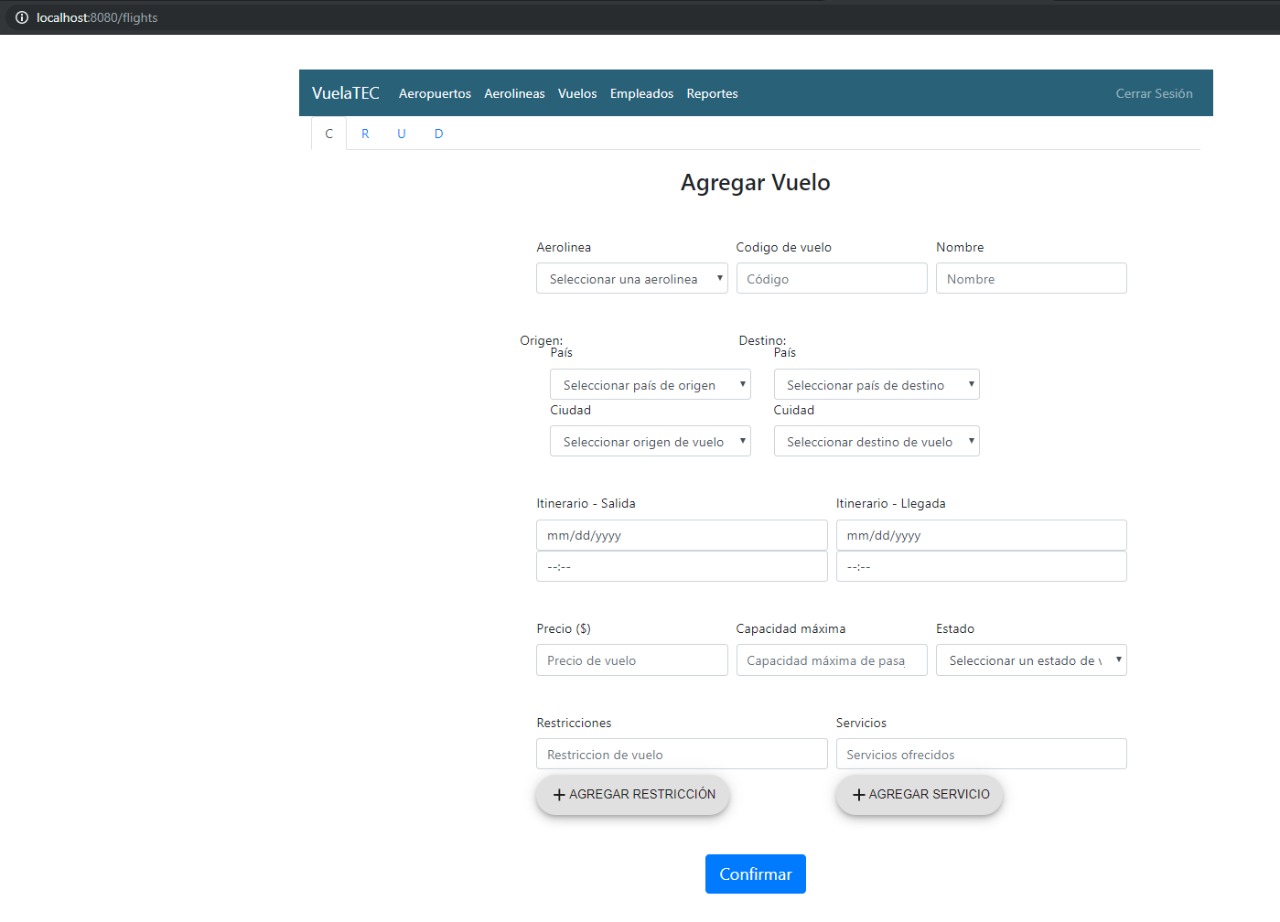 localhost:8080/flights
VuelaTEC Aeropuertos Aerolineas Vuelos Empleados Reportes Cerrar Sesión
C R U D
Agregar Vuelo
Aerolinea Codigo de vuelo Nombre
Seleccionar una aerolinea Código Nombre
Origen: Destino:
País País
Seleccionar país de origen Seleccionar país de destino
Ciudad Cuidad
Seleccionar origen de vuelo Seleccionar destino de vuelo
Itinerario - Salida Itinerario - Llegada
mm/dd/yyyy mm/dd/yyyy
--:-- --:--
Precio ($) Capacidad máxima Estado
Precio de vuelo Capacidad máxima de pasa Seleccionar un estado de v
Restricciones Servicios
Restriccion de vuelo Servicios ofrecidos
+ AGREGAR RESTRICCIÓN + AGREGAR SERVICIO
Confirmar